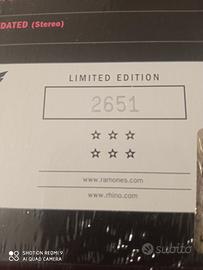 DATED (Stereo)
LIMITED EDITION
2651
www.ramones.com
www.rhino.com
SHOT ON REDMI 9
AI QUAD CAMERA
subito